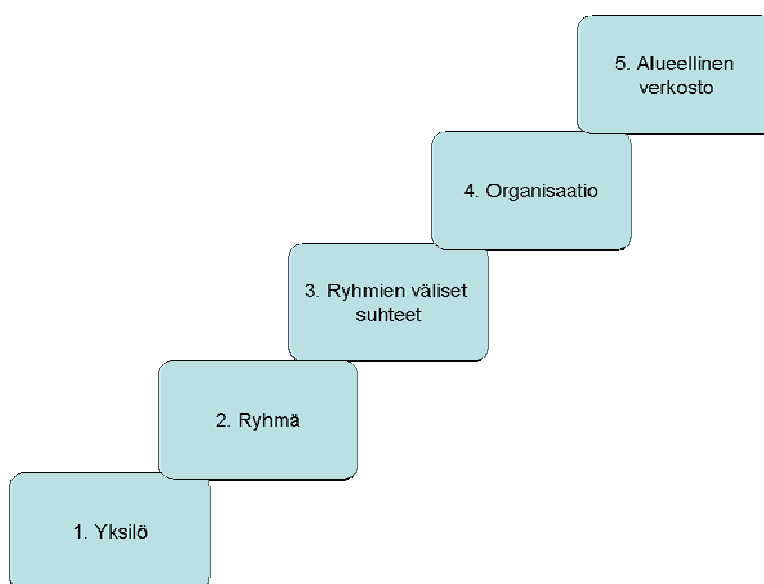 5. Alueellinen
verkosto
4. Organisaatio
3. Ryhmien väliset
suhteet
2. Ryhmä
1. Yksilö